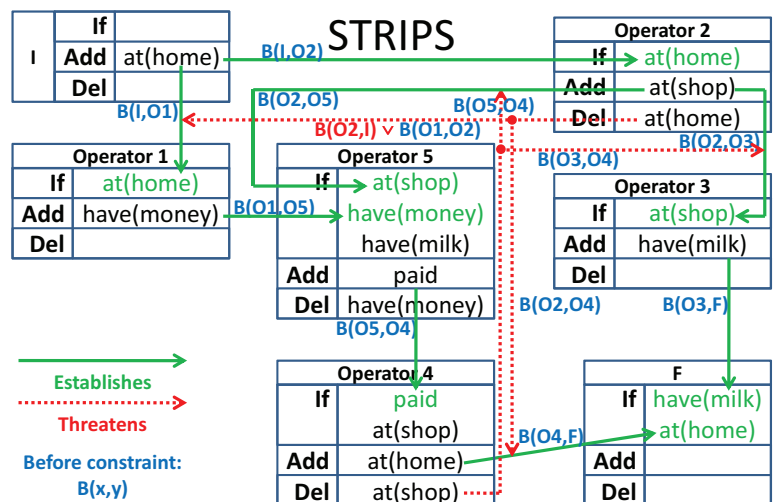 STRIPS
I
If
Add at(home)
Del
B(I,O2)
Operator 2
If at(home)
Add at(shop)
Del at(home)
B(I,O1)
B(O2,O5)
B(O5,O4)
B(O2,I) ∨ B(O1,O2)
B(O2,O3)
B(O3,O4)
Operator 1
If at(home)
Add have(money)
Del
B(O1,O5)
Operator 5
If at(shop)
have(money)
have(milk)
Add paid
Del have(money)
Operator 3
If at(shop)
Add have(milk)
Del
B(O5,O4)
B(O2,O4)
B(O3,F)
Establishes
Threatens
Before constraint:
B(x,y)
Operator 4
If paid
at(shop)
Add at(home)
Del at(shop)
B(O4,F)
F
If have(milk)
at(home)
Add
Del